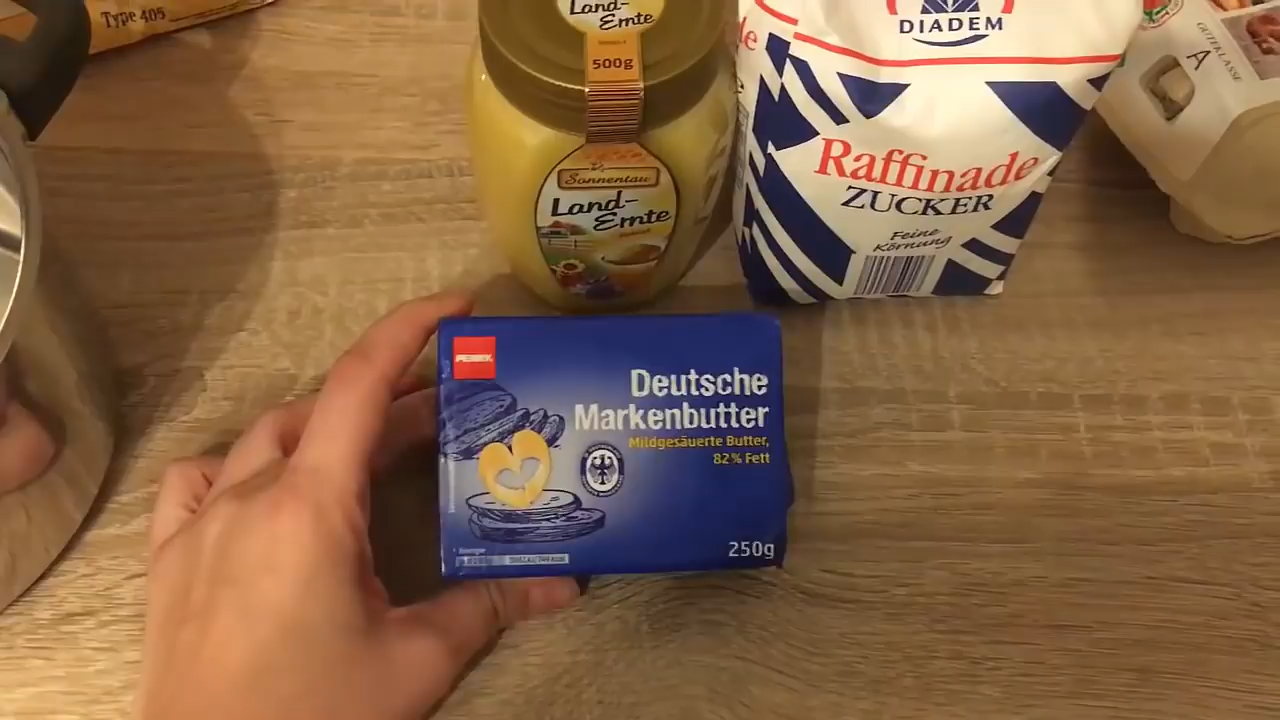 Type 405
Land-
Ernte
500g
Sonnentau
Land-
Ernte
DIADEM
Raffinade
ZUCKER
Feine
Körnung
GÜTEKLASSE
A
PENNY.
Deutsche
Markenbutter
Mildgesäuerte Butter,
82% Fett
250g